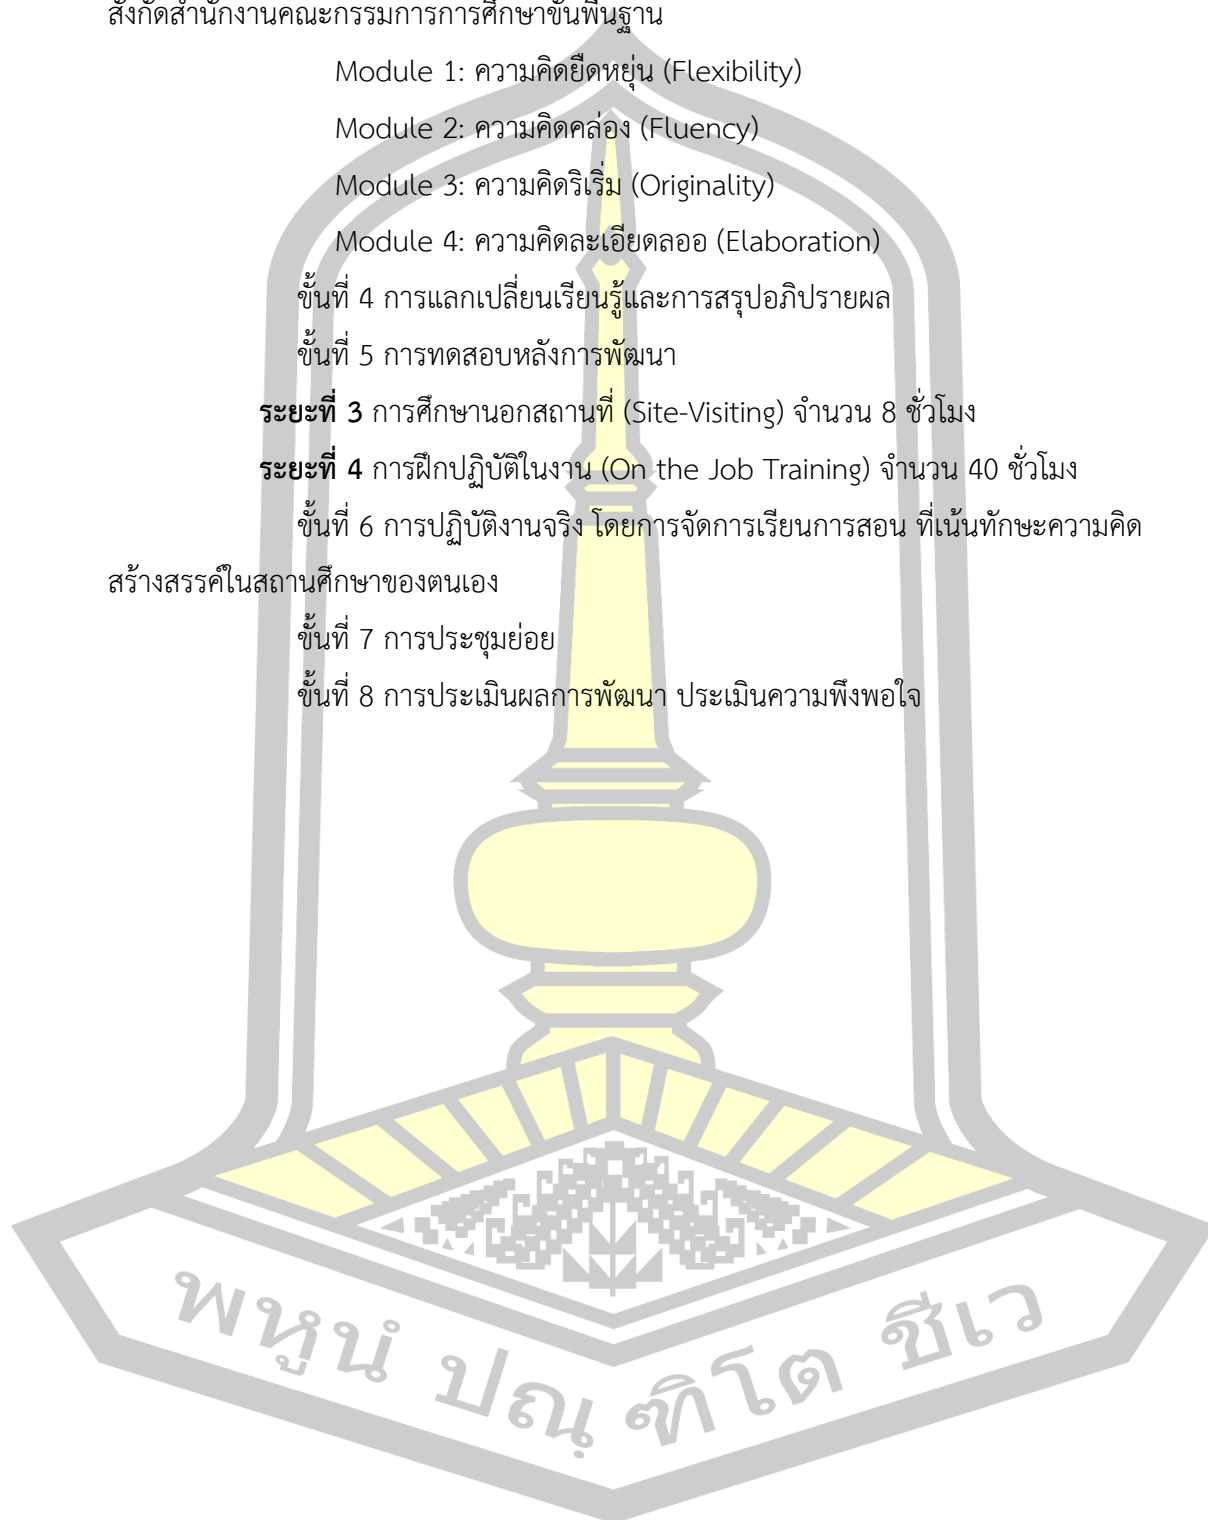 สังกัดสำนักงานคณะกรรมการการศึกษาขั้นพื้นฐาน
Module 1: ความคิดยืดหยุ่น (Flexibility)
Module 2: ความคิดคล่อง (Fluency)
Module 3: ความคิดริเริ่ม (Originality)
Module 4: ความคิดละเอียดลออ (Elaboration)
ขั้นที่ 4 การแลกเปลี่ยนเรียนรู้และการสรุปอภิปรายผล
ขั้นที่ 5 การทดสอบหลังการพัฒนา
ระยะที่ 3 การศึกษานอกสถานที่ (Site-Visiting) จำนวน 8 ชั่วโมง
ระยะที่ 4 การฝึกปฏิบัติในงาน (On the Job Training) จำนวน 40 ชั่วโมง
ขั้นที่ 6 การปฏิบัติงานจริง โดยการจัดการเรียนการสอน ที่เน้นทักษะความคิด
สร้างสรรค์ในสถานศึกษาของตนเอง
ขั้นที่ 7 การประชุมย่อย
ขั้นที่ 8 การประเมินผลการพัฒนา ประเมินความพึงพอใจ
พหูนํ ปณฺ ฑิโต ชีเว